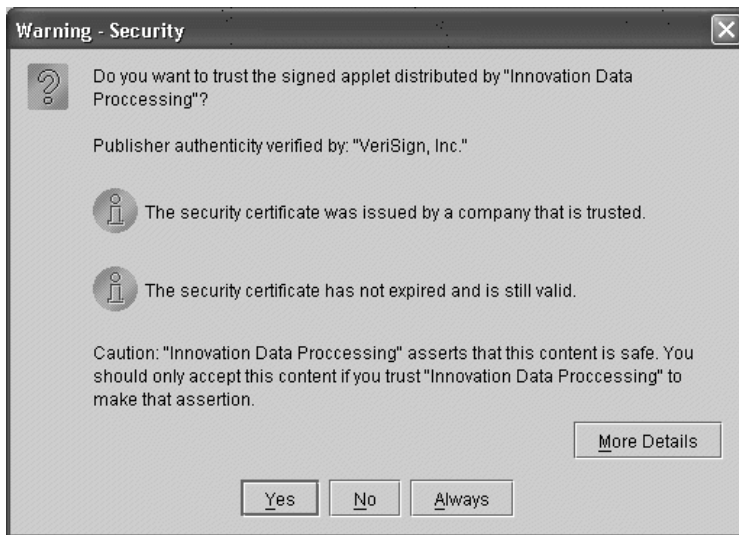 Warning - Security
Do you want to trust the signed applet distributed by "Innovation Data
Proccessing"?
Publisher authenticity verified by: "VeriSign, Inc."
The security certificate was issued by a company that is trusted.
The security certificate has not expired and is still valid.
Caution: "Innovation Data Proccessing" asserts that this content is safe. You
should only accept this content if you trust "Innovation Data Proccessing" to
make that assertion.
More Details
Yes No Always